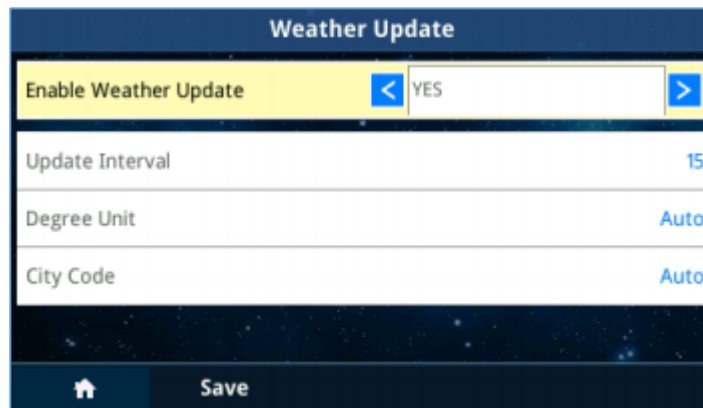 Weather Update
Enable Weather Update < YES >
Update Interval 15
Degree Unit Auto
City Code Auto
Save